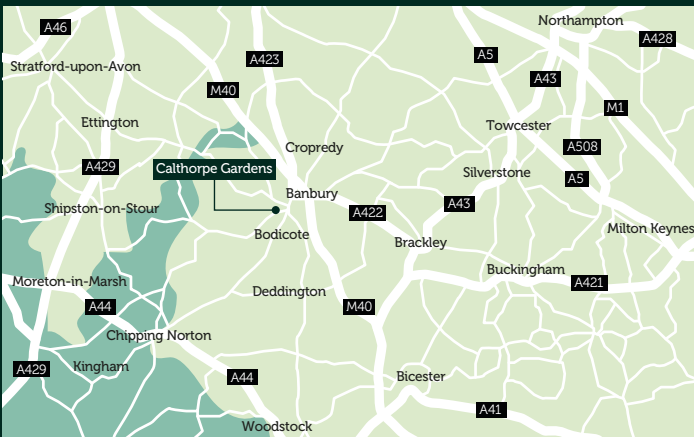 Northampton
A46
A428
A5
A423
Stratford-upon-Avon
A43
M40
M1
Ettington
Towcester
Cropredy
A508
A429
Calthorpe Gardens
Silverstone
A5
Banbury
A43
Shipston-on-Stour
A422
Milton Keynes
Bodicote
Brackley
Buckingham
Moreton-in-Marsh
A421
Deddington
A44
M40
Chipping Norton
Kingham
A429
A44
Bicester
A41
Woodstock